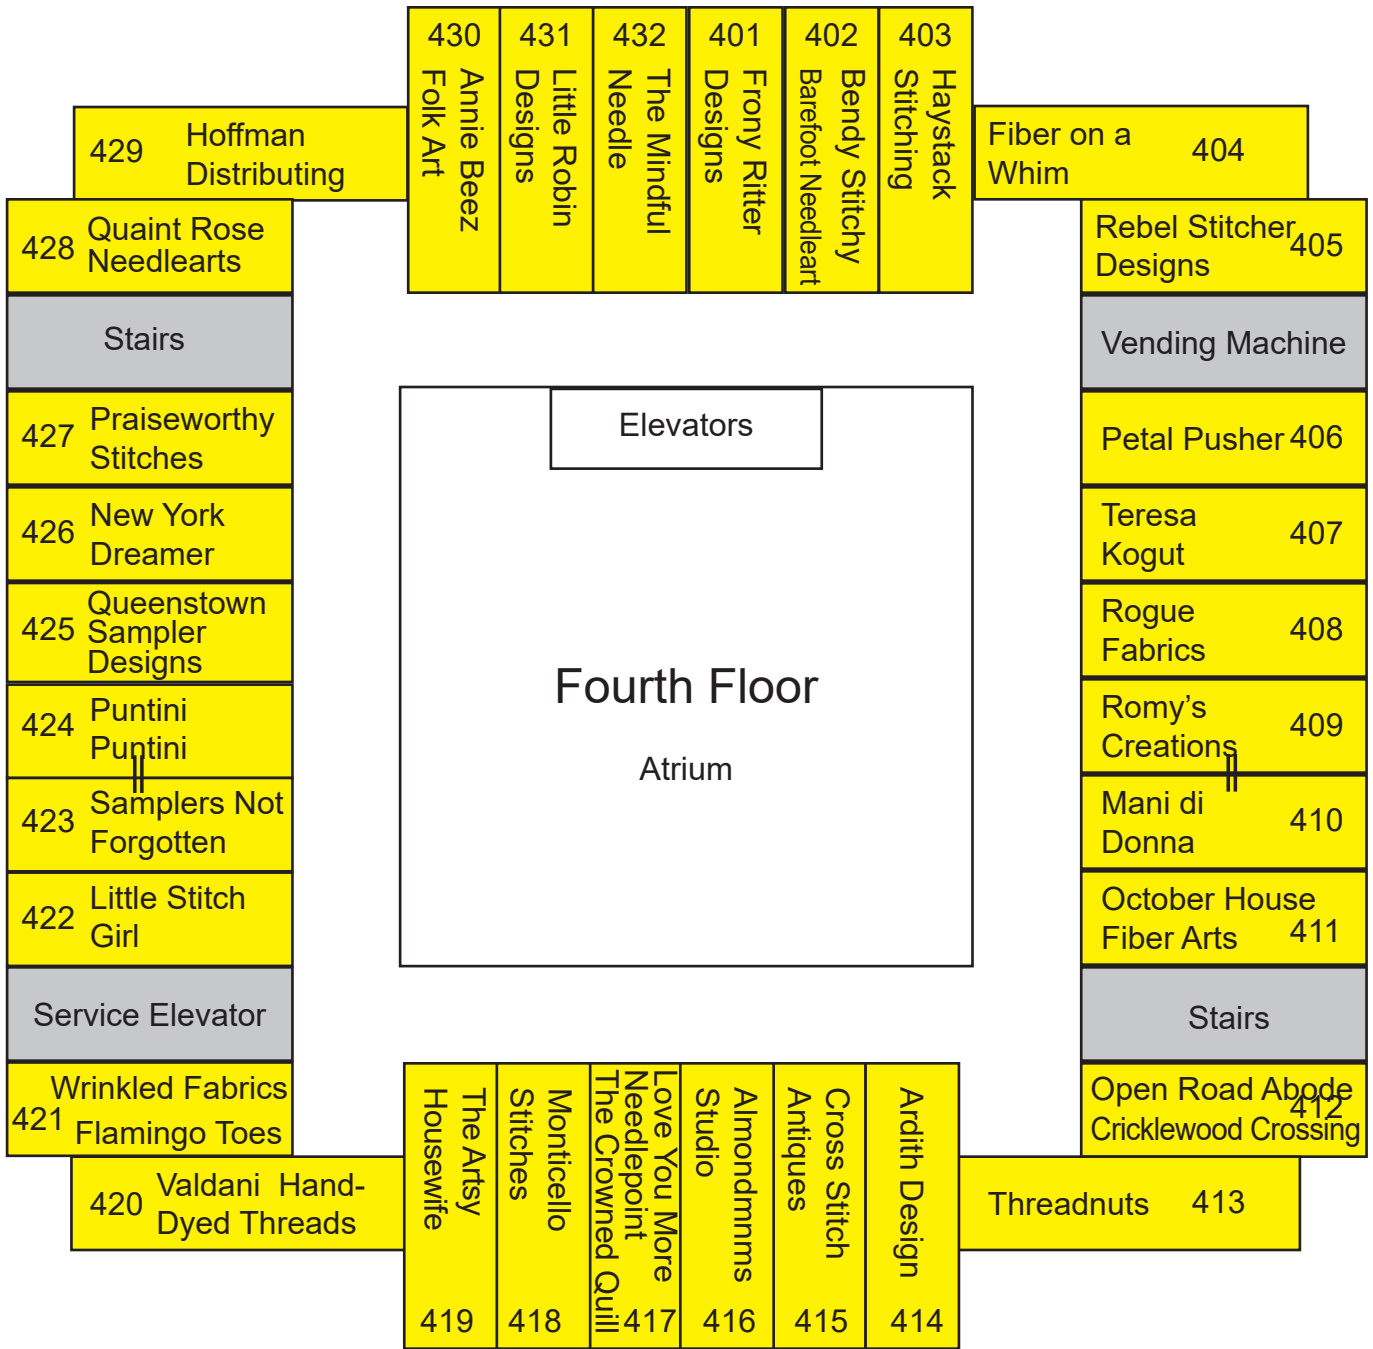 430
Annie Beez
Folk Art
431
Little Robin
Designs
432
The Mindful
Needle
401
Frony Ritter
Designs
402
Bendy Stitchy
Barefoot Needleart
403
Haystack
Stitching
429
Hoffman
Distributing
Fiber on a
Whim
404
428
Quaint Rose
Needlearts
Rebel Stitcher
Designs
405
Stairs
Vending Machine
427
Praiseworthy
Stitches
Elevators
Petal Pusher
406
426
New York
Dreamer
Teresa
Kogut
407
425
Queenstown
Sampler
Designs
Rogue
Fabrics
408
424
Puntini
Puntini
Fourth Floor
Atrium
Romy’s
Creations
409
423
Samplers Not
Forgotten
Mani di
Donna
410
422
Little Stitch
Girl
October House
Fiber Arts
411
Service Elevator
Stairs
421
Wrinkled Fabrics
Flamingo Toes
Open Road Abode
412
Cricklewood Crossing
420
Valdani Hand-
Dyed Threads
The Artsy
Housewife
419
Monticello
Stitches
418
Love You More
Needlepoint
The Crowned Quill
417
Almondmnms
Studio
416
Cross Stitch
Antiques
415
Ardith Design
414
Threadnuts
413